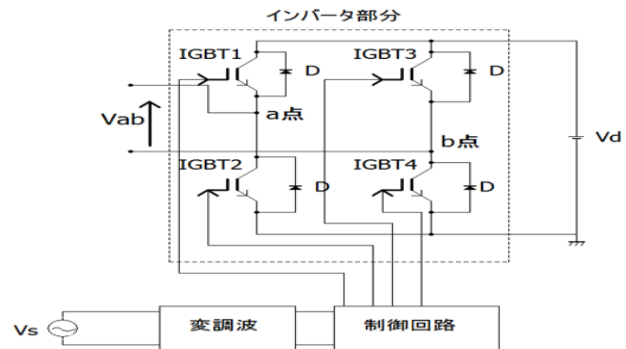 インバータ部分
IGBT1
D
IGBT3
D
Vab
a点
b点
Vd
IGBT2
D
IGBT4
D
Vs
変調波
制御回路